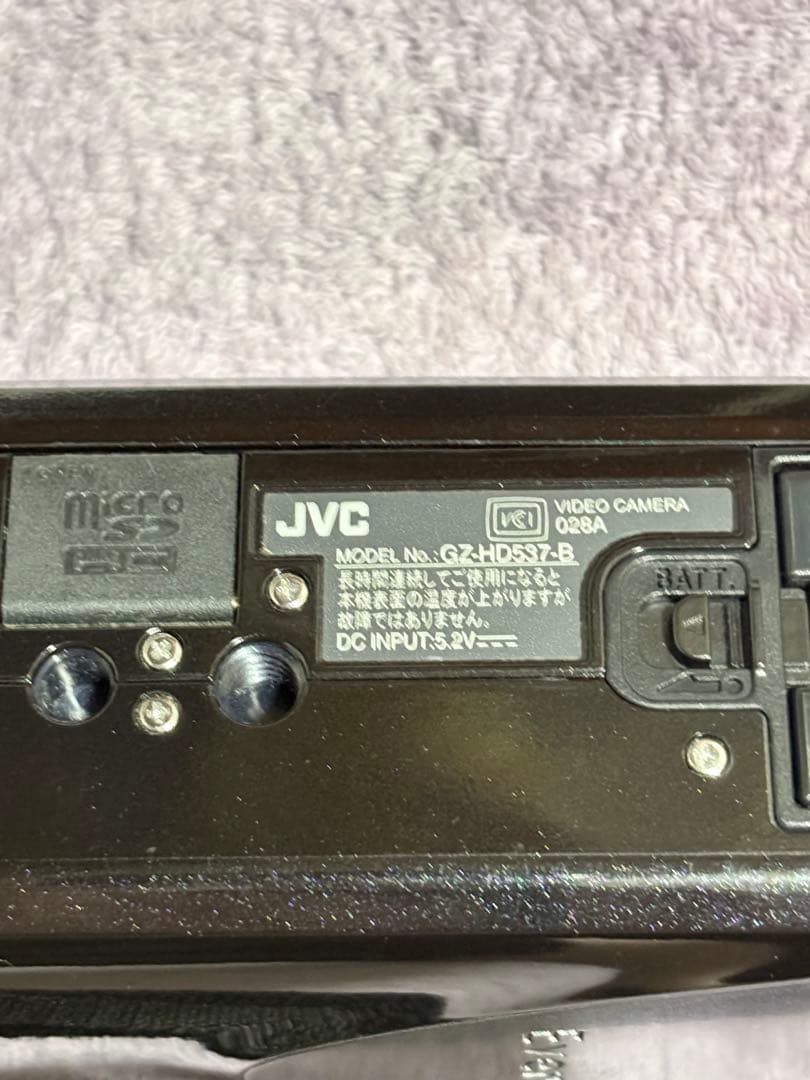 micro
SD
HC
JVC
VCI
VIDEO CAMERA
028A
MODEL No.:GZ-HD537-B
長時間連続してご使用になると
本機表面の温度が上がりますが
故障ではありません。
DC INPUT:5.2V⎓
BATT.
Ever